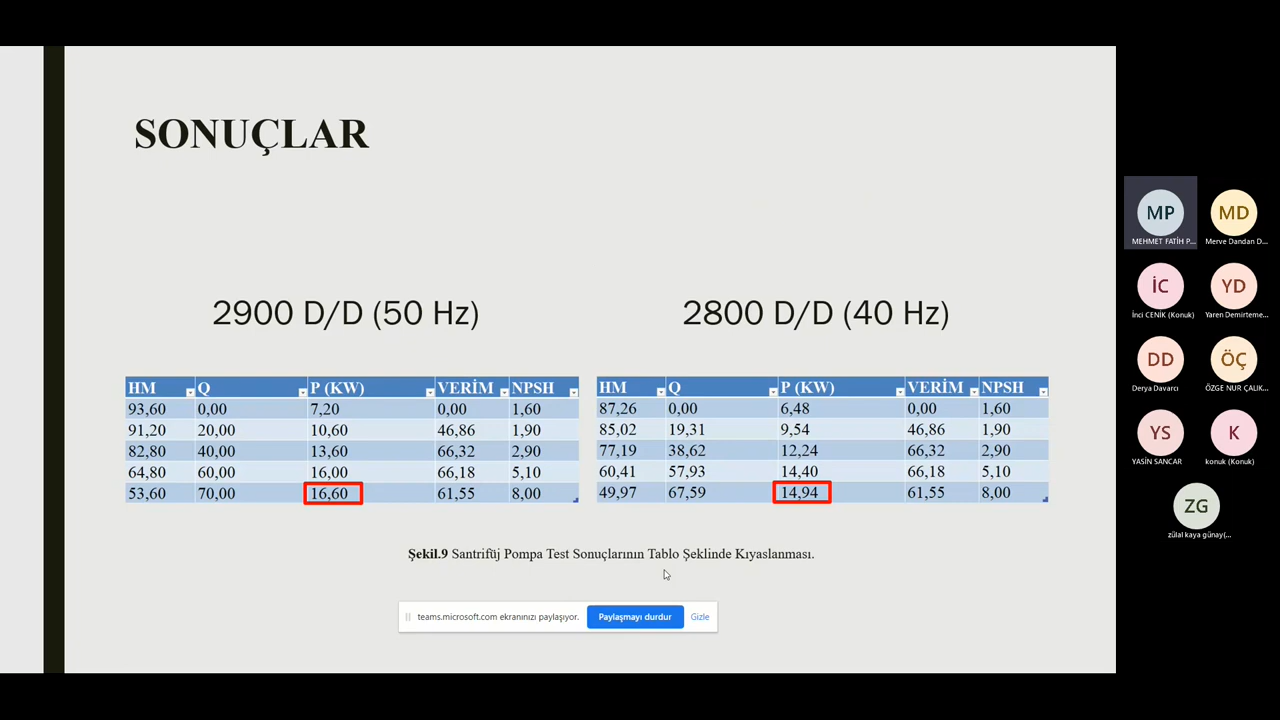 SONUÇLAR
2900 D/D (50 Hz)
HM Q P (KW) VERİM NPSH
93,60 0,00 7,20 0,00 1,60
91,20 20,00 10,60 46,86 1,90
82,80 40,00 13,60 66,32 2,90
64,80 60,00 16,00 66,18 5,10
53,60 70,00 16,60 61,55 8,00
2800 D/D (40 Hz)
HM Q P (KW) VERİM NPSH
87,26 0,00 6,48 0,00 1,60
85,02 19,31 9,54 46,86 1,90
77,19 38,62 12,24 66,32 2,90
60,41 57,93 14,40 66,18 5,10
49,97 67,59 14,94 61,55 8,00
Şekil.9 Santrifüj Pompa Test Sonuçlarının Tablo Şeklinde Kıyaslanması.
teams.microsoft.com ekranınızı paylaşıyor. Paylaşmayı durdur Gizle
MP
MEHMET FATİH P...
MD
Merve Dandan D...
İC
İnci CENİK (Konuk)
YD
Yaren Demirteme...
DD
Derya Davarcı
ÖÇ
ÖZGE NUR ÇALIK...
YS
YASİN SANCAR
K
konuk (Konuk)
ZG
zülal kaya günay(...